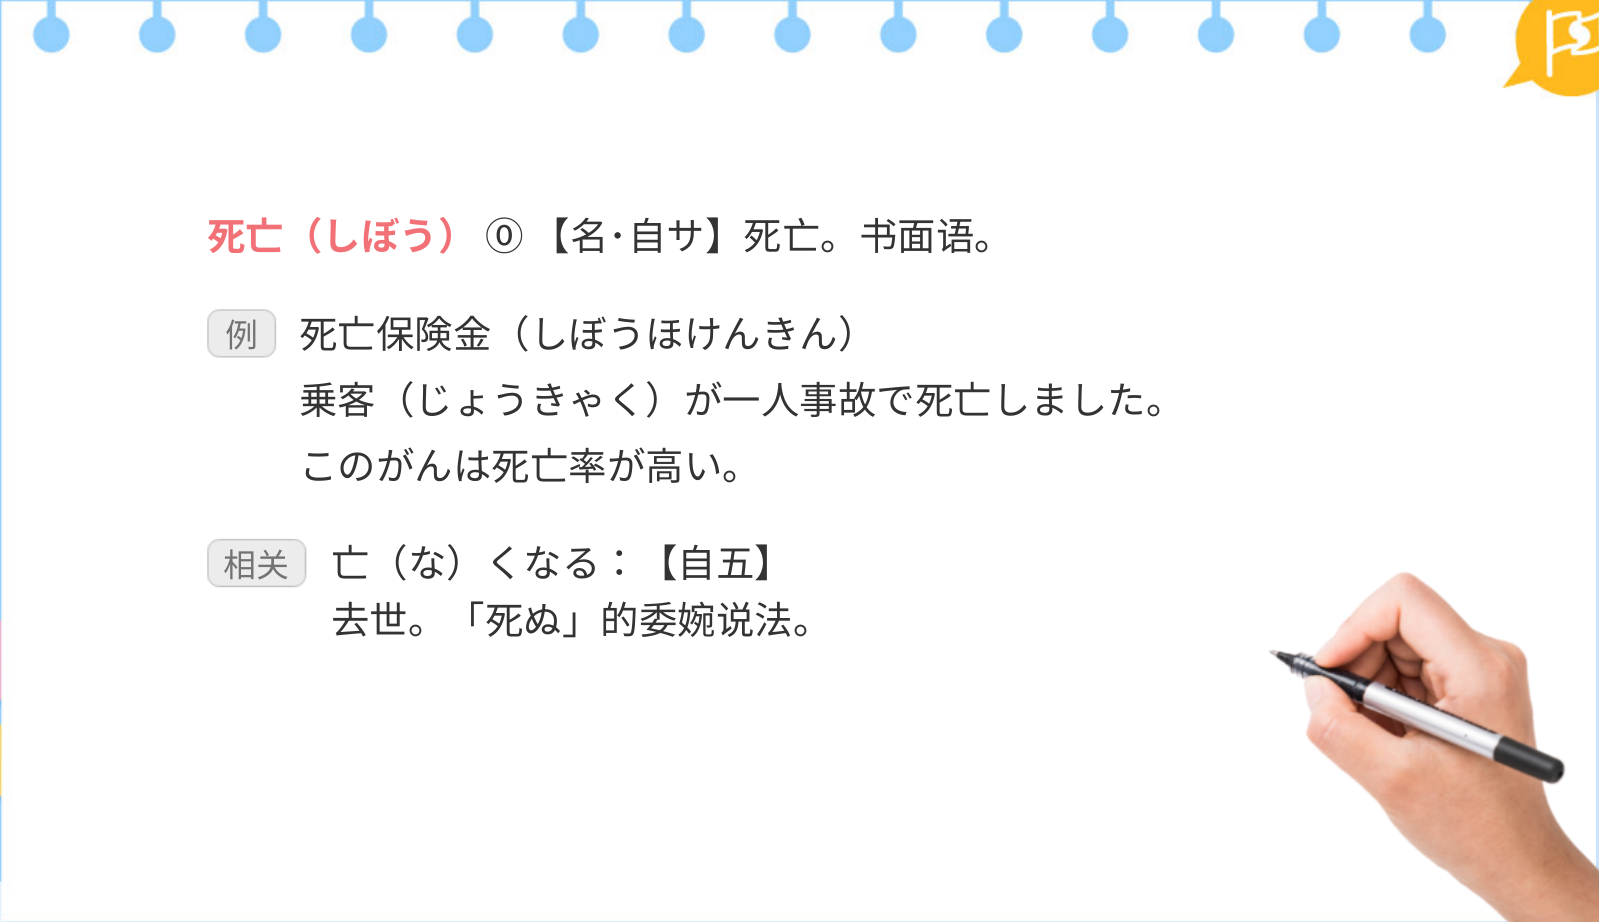 死亡（しぼう） ⓪ 【名·自サ】死亡。书面语。
例 死亡保険金（しぼうほけんきん）
乗客（じょうきゃく）が一人事故で死亡しました。
このがんは死亡率が高い。
相关 亡（な）くなる：【自五】
去世。「死ぬ」的委婉说法。